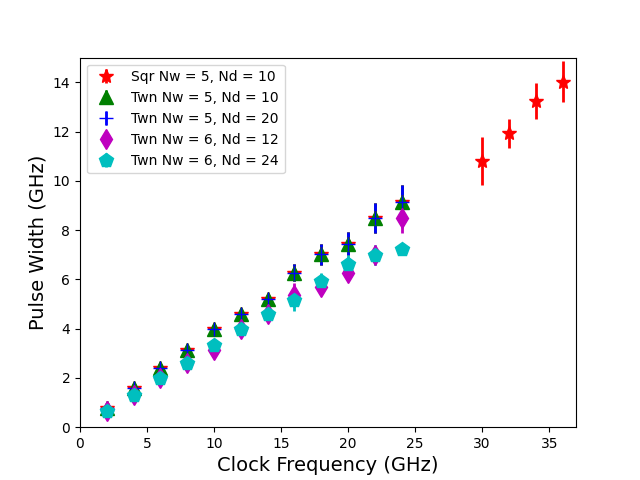 Sqr Nw = 5, Nd = 10
Twn Nw = 5, Nd = 10
Twn Nw = 5, Nd = 20
Twn Nw = 6, Nd = 12
Twn Nw = 6, Nd = 24
Pulse Width (GHz)
14
12
10
8
6
4
2
0
0 5 10 15 20 25 30 35
Clock Frequency (GHz)